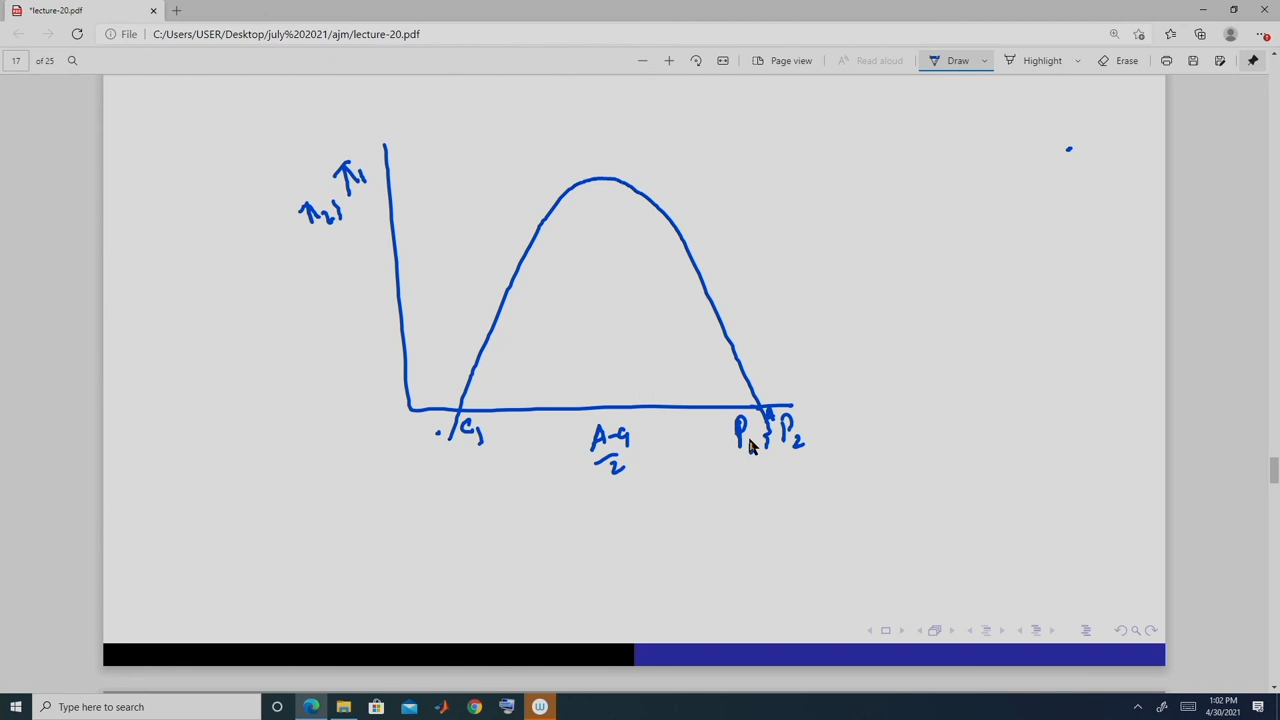 *lecture-20.pdf
File C:/Users/USER/Desktop/july%202021/ajm/lecture-20.pdf
17 of 25 Page view Read aloud Draw Highlight Erase
π1
π2,
C1
A-C1
2
P1, P2
Type here to search
1:02 PM
4/30/2021